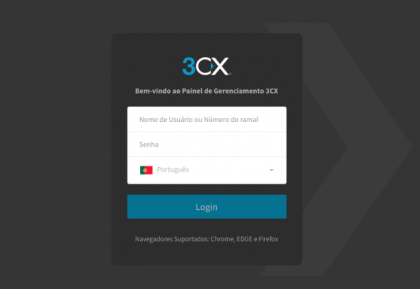 3CX
Bem-vindo ao Painel de Gerenciamento 3CX
Nome de Usuário ou Número do ramal
Senha
Português
Login
Navegadores Suportados: Chrome, EDGE e Firefox